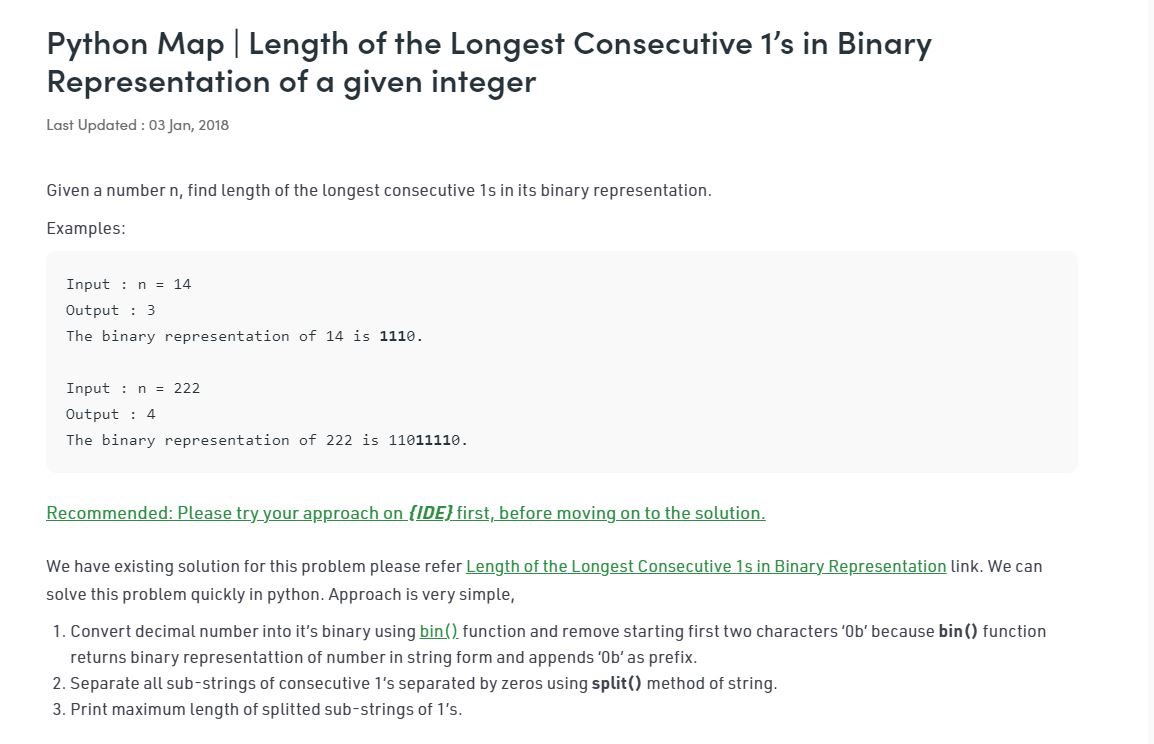 Python Map | Length of the Longest Consecutive 1’s in Binary
Representation of a given integer
Last Updated : 03 Jan, 2018
Given a number n, find length of the longest consecutive 1s in its binary representation.
Examples:
Input : n = 14
Output : 3
The binary representation of 14 is 1110.
Input : n = 222
Output : 4
The binary representation of 222 is 11011110.
Recommended: Please try your approach on {IDE} first, before moving on to the solution.
We have existing solution for this problem please refer Length of the Longest Consecutive 1s in Binary Representation link. We can
solve this problem quickly in python. Approach is very simple,
1. Convert decimal number into it’s binary using bin() function and remove starting first two characters ‘0b’ because bin() function
returns binary representattion of number in string form and appends ‘0b’ as prefix.
2. Separate all sub-strings of consecutive 1’s separated by zeros using split() method of string.
3. Print maximum length of splitted sub-strings of 1’s.